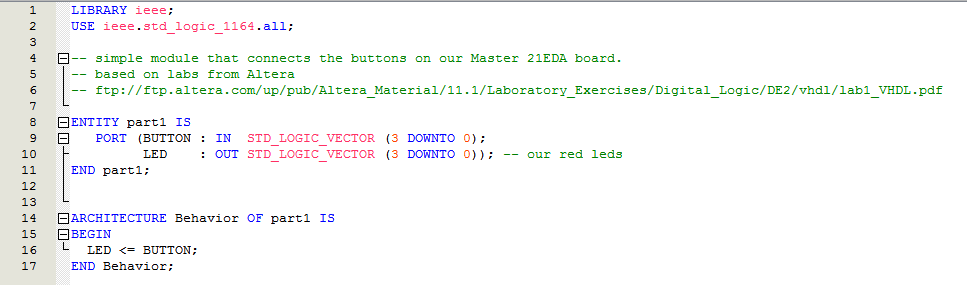 1 LIBRARY ieee;
2 USE ieee.std_logic_1164.all;
3
4 -- simple module that connects the buttons on our Master 21EDA board.
5 -- based on labs from Altera
6 -- ftp://ftp.altera.com/up/pub/Altera_Material/11.1/Laboratory_Exercises/Digital_Logic/DE2/vhdl/lab1_VHDL.pdf
7
8 ENTITY part1 IS
9 PORT (BUTTON : IN STD_LOGIC_VECTOR (3 DOWNTO 0);
10 LED : OUT STD_LOGIC_VECTOR (3 DOWNTO 0)); -- our red leds
11 END part1;
12
13
14 ARCHITECTURE Behavior OF part1 IS
15 BEGIN
16 LED <= BUTTON;
17 END Behavior;